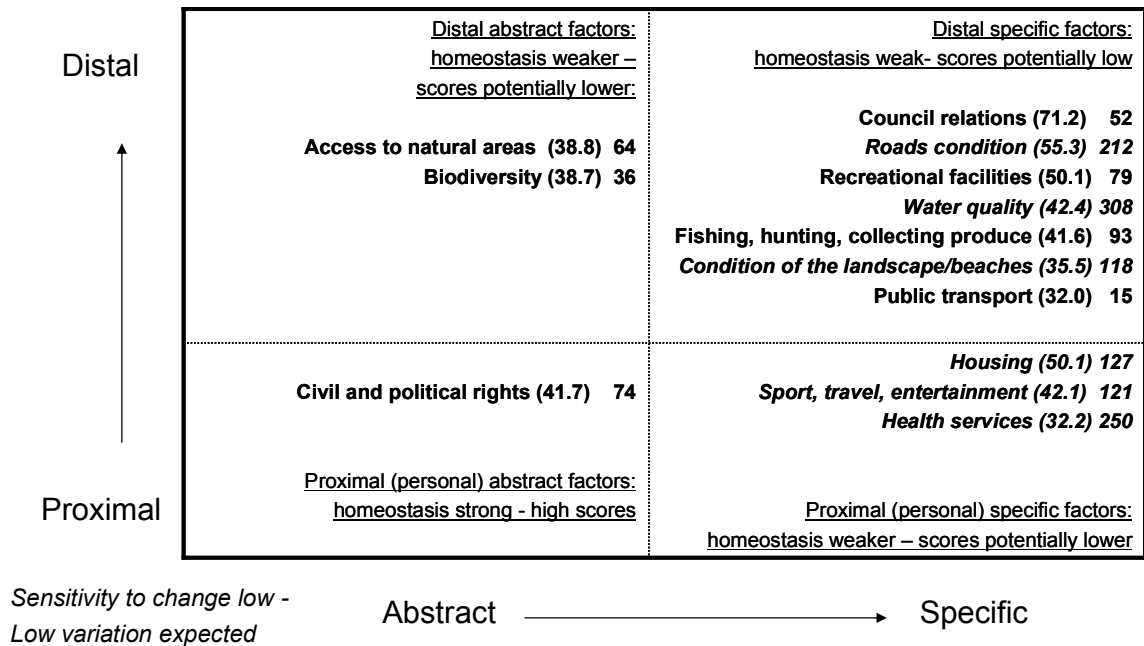 Distal
Distal abstract factors:
homeostasis weaker –
scores potentially lower:
Access to natural areas (38.8) 64
Biodiversity (38.7) 36
Distal specific factors:
homeostasis weak- scores potentially low
Council relations (71.2) 52
Roads condition (55.3) 212
Recreational facilities (50.1) 79
Water quality (42.4) 308
Fishing, hunting, collecting produce (41.6) 93
Condition of the landscape/beaches (35.5) 118
Public transport (32.0) 15
Proximal
Civil and political rights (41.7) 74
Proximal (personal) abstract factors:
homeostasis strong - high scores
Housing (50.1) 127
Sport, travel, entertainment (42.1) 121
Health services (32.2) 250
Proximal (personal) specific factors:
homeostasis weaker – scores potentially lower
Sensitivity to change low -
Low variation expected
Abstract
Specific